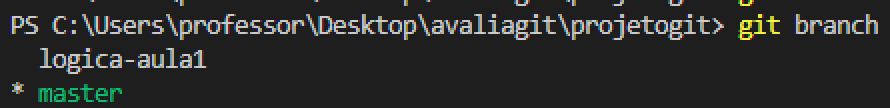 PS C:\Users\professor\Desktop\avaliagit\projetogit> git branch
logica-aula1
* master